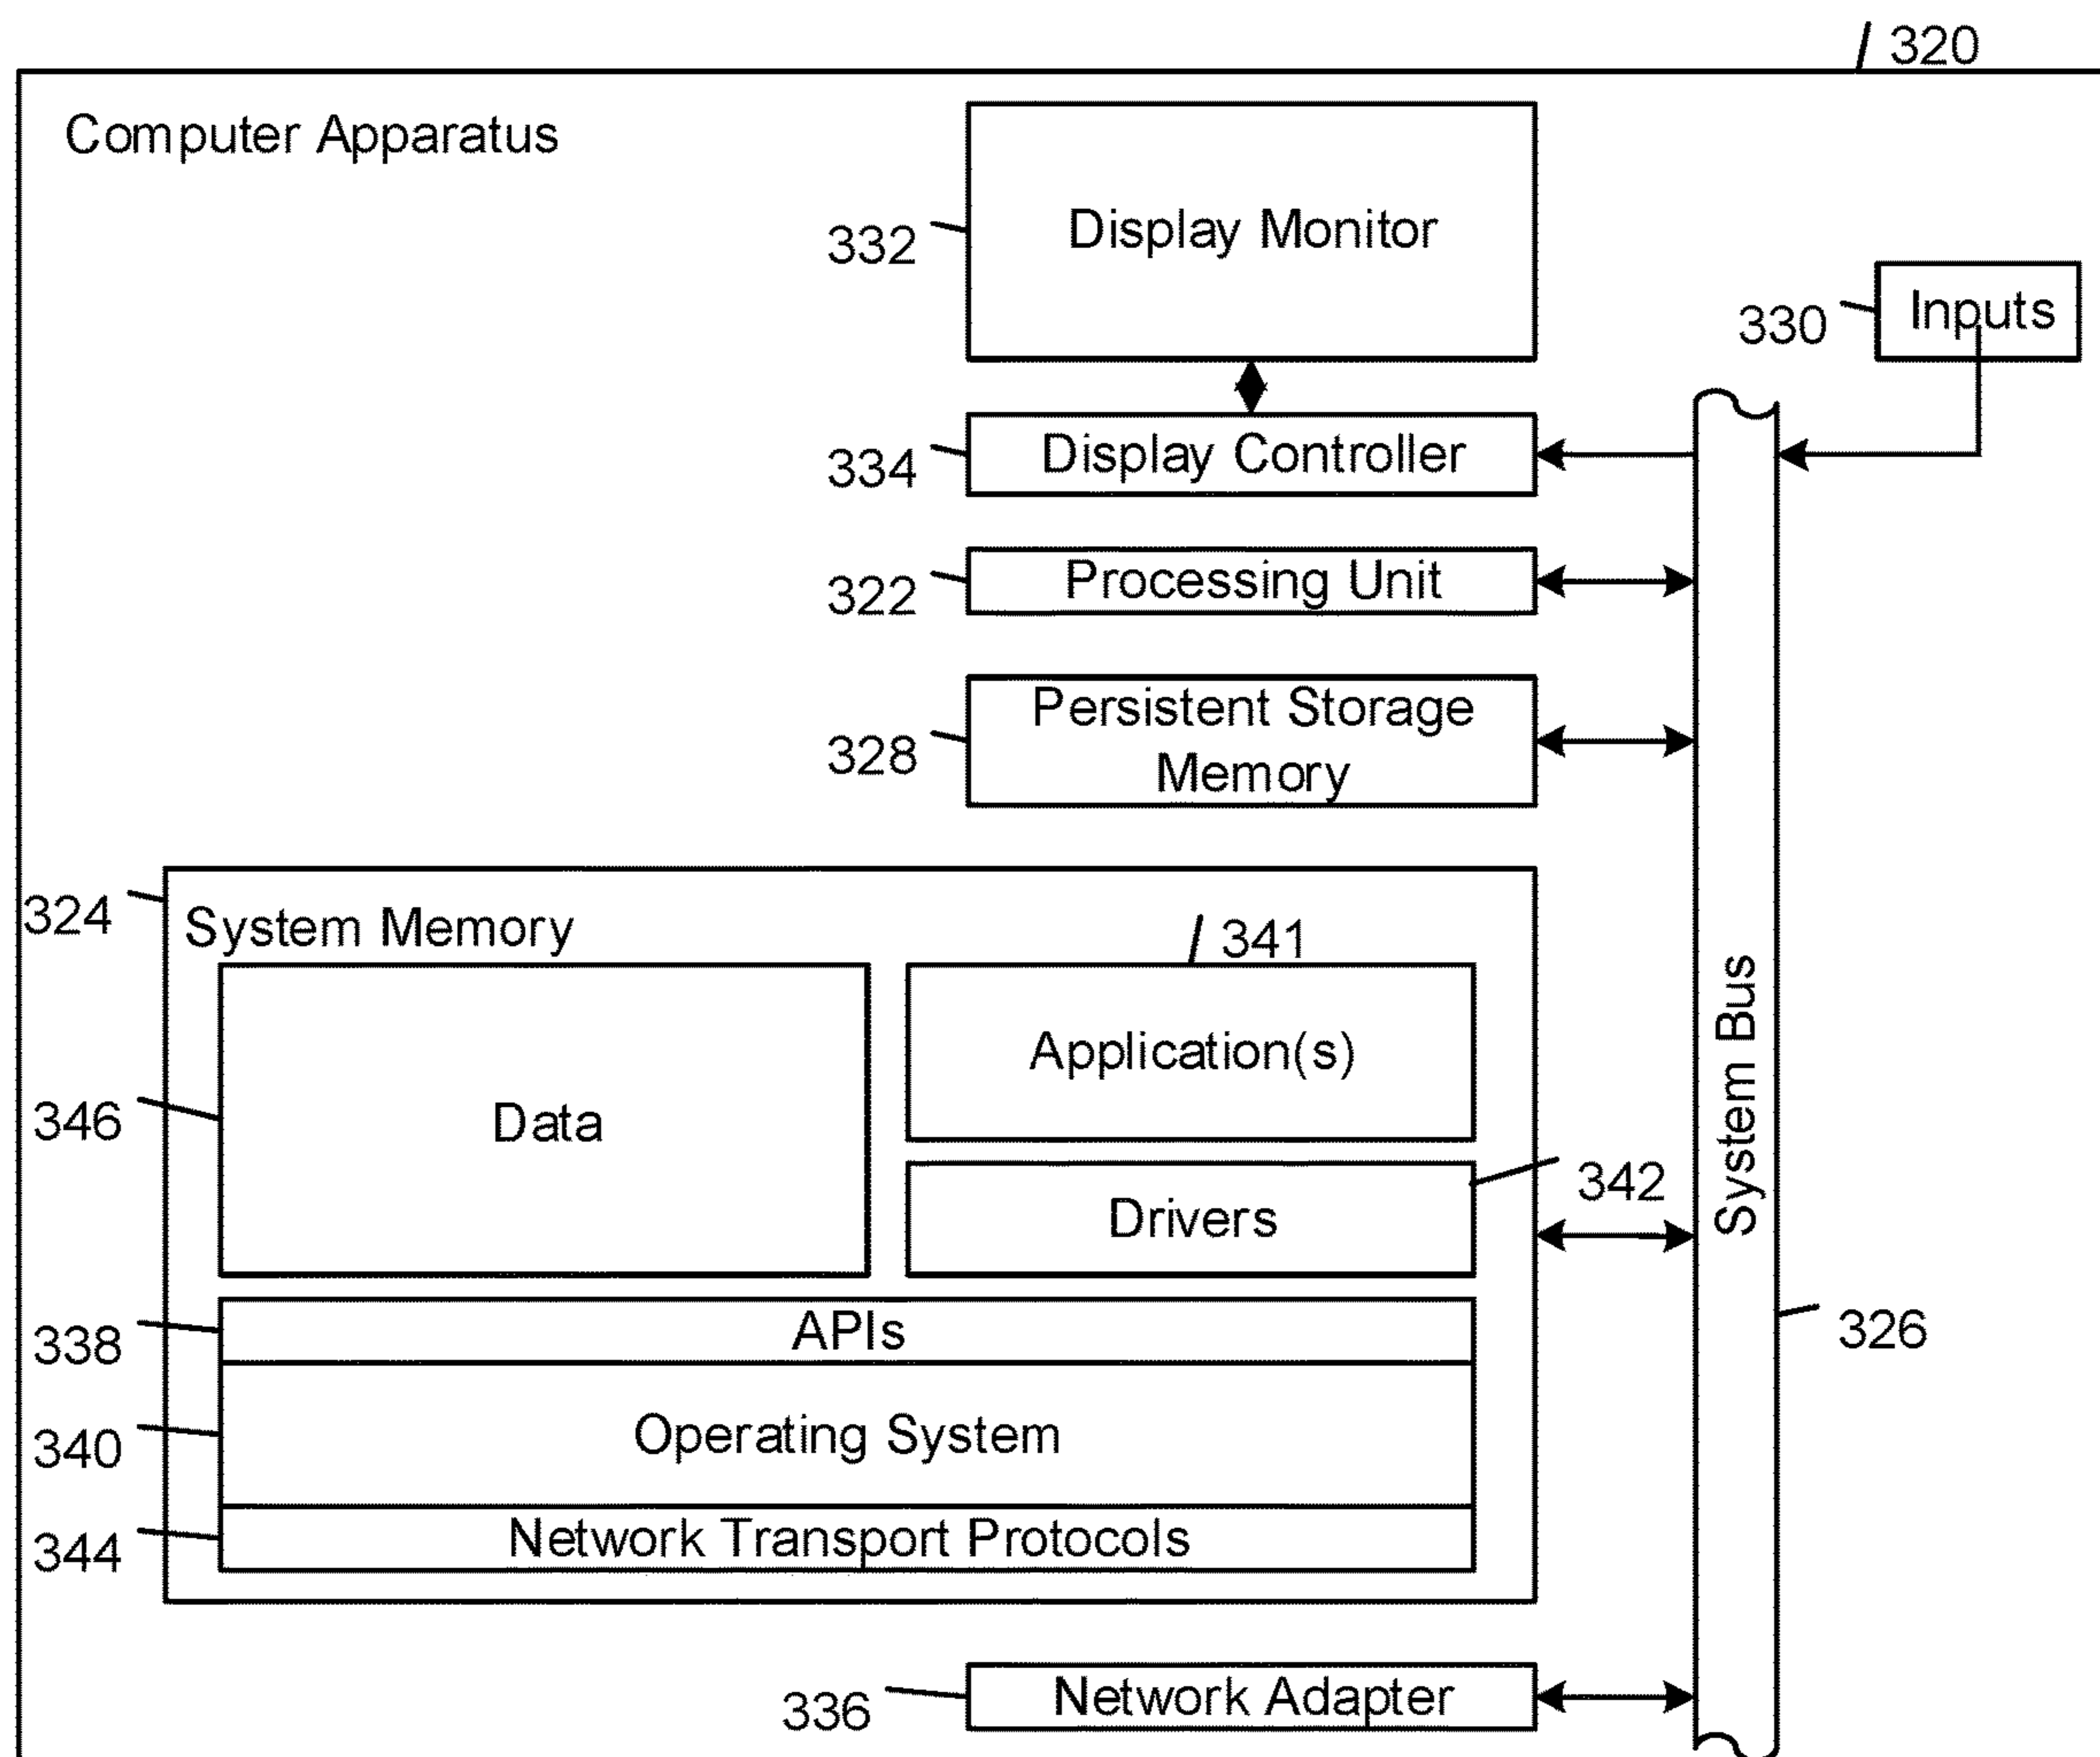 320
Computer Apparatus
332
Display Monitor
330
Inputs
334
Display Controller
322
Processing Unit
328
Persistent Storage
Memory
324
System Memory
341
Application(s)
346
Data
342
Drivers
System Bus
326
338
APIs
340
Operating System
344
Network Transport Protocols
336
Network Adapter